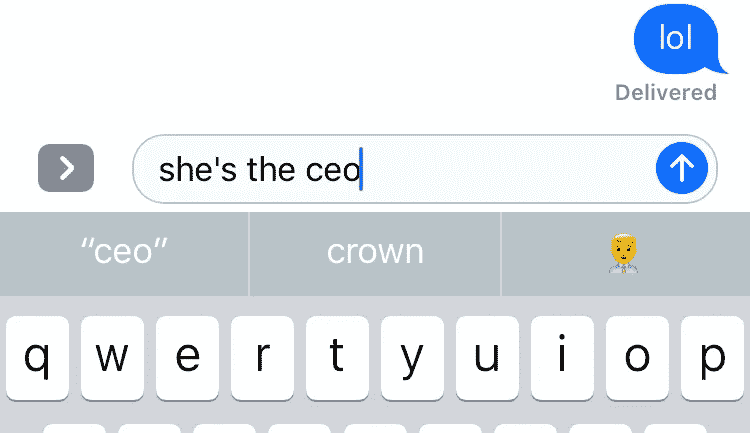 lol
Delivered
she's the ceo
“ceo” crown 👨‍💼
q w e r t y u i o p